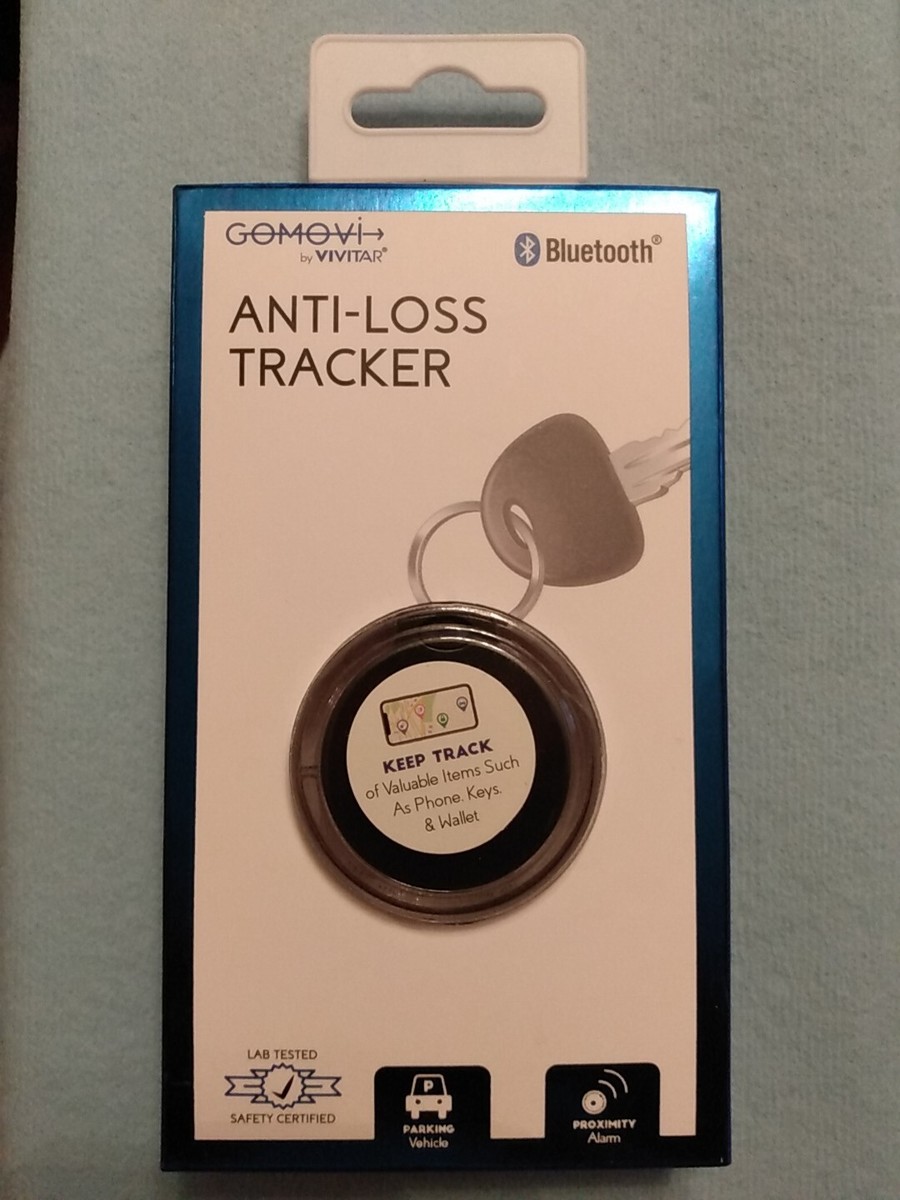 GOMOVi
by VIVITAR®
Bluetooth®
ANTI-LOSS
TRACKER
KEEP TRACK
of Valuable Items Such
As Phone, Keys,
& Wallet
LAB TESTED
SAFETY CERTIFIED
P
PARKING
Vehicle
PROXIMITY
Alarm